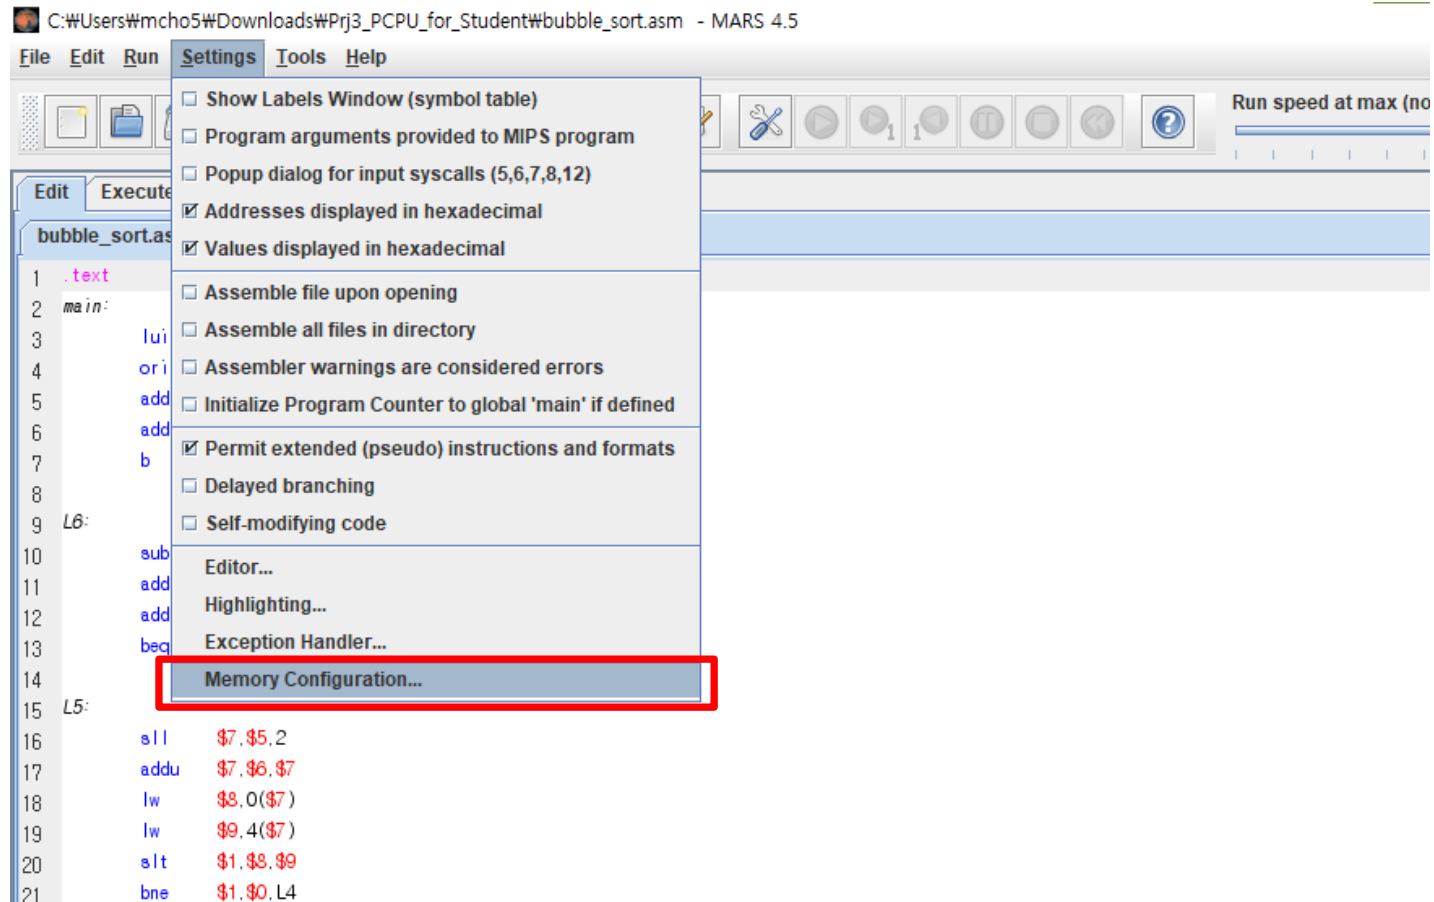 C:₩Users₩mcho5₩Downloads₩Prj3_PCPU_for_Student₩bubble_sort.asm - MARS 4.5
File Edit Run Settings Tools Help
Show Labels Window (symbol table)
Program arguments provided to MIPS program
Popup dialog for input syscalls (5,6,7,8,12)
Addresses displayed in hexadecimal
Values displayed in hexadecimal
Assemble file upon opening
Assemble all files in directory
Assembler warnings are considered errors
Initialize Program Counter to global 'main' if defined
Permit extended (pseudo) instructions and formats
Delayed branching
Self-modifying code
Editor...
Highlighting...
Exception Handler...
Memory Configuration...
1 1
Run speed at max (no
Edit Execute
bubble_sort.as
1 .text
2 main:
3 lui
4 ori
5 add
6 add
7 b
8
9 L6:
10 sub
11 add
12 add
13 beq
14
15 L5:
16 sll $7,$5,2
17 addu $7,$6,$7
18 lw $8,0($7)
19 lw $9,4($7)
20 slt $1,$8,$9
21 bne $1,$0,L4